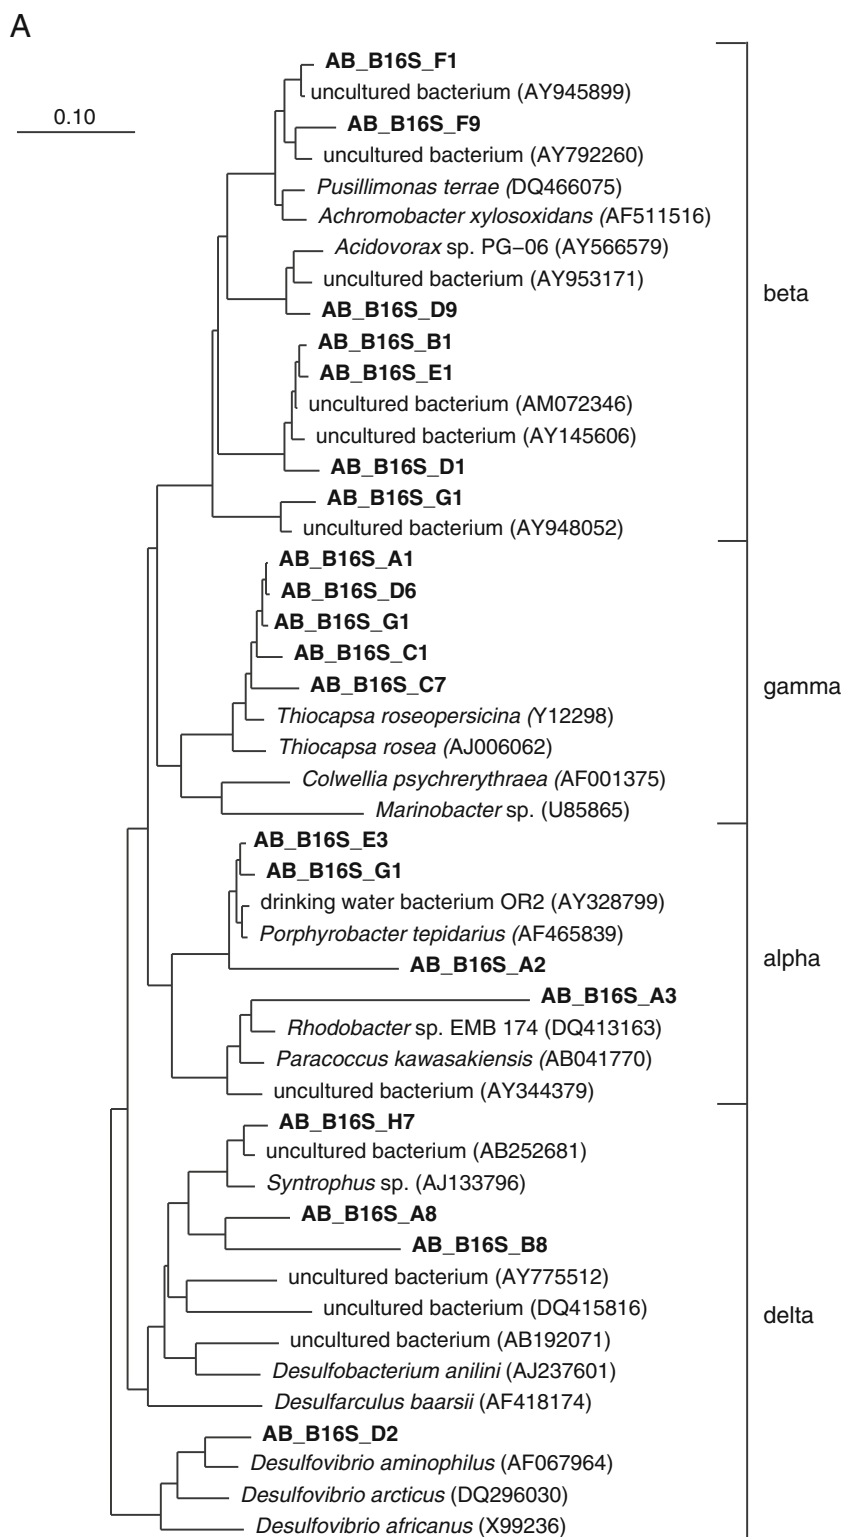 A
AB_B16S_F1
uncultured bacterium (AY945899)
0.10
AB_B16S_F9
uncultured bacterium (AY792260)
Pusillimonas terrae (DQ466075)
Achromobacter xylosoxidans (AF511516)
Acidovorax sp. PG−06 (AY566579)
uncultured bacterium (AY953171)
beta
AB_B16S_D9
AB_B16S_B1
AB_B16S_E1
uncultured bacterium (AM072346)
uncultured bacterium (AY145606)
AB_B16S_D1
AB_B16S_G1
uncultured bacterium (AY948052)
AB_B16S_A1
AB_B16S_D6
AB_B16S_G1
AB_B16S_C1
AB_B16S_C7
gamma
Thiocapsa roseopersicina (Y12298)
Thiocapsa rosea (AJ006062)
Colwellia psychrerythraea (AF001375)
Marinobacter sp. (U85865)
AB_B16S_E3
AB_B16S_G1
drinking water bacterium OR2 (AY328799)
Porphyrobacter tepidarius (AF465839)
alpha
AB_B16S_A2
AB_B16S_A3
Rhodobacter sp. EMB 174 (DQ413163)
Paracoccus kawasakiensis (AB041770)
uncultured bacterium (AY344379)
AB_B16S_H7
uncultured bacterium (AB252681)
Syntrophus sp. (AJ133796)
AB_B16S_A8
AB_B16S_B8
uncultured bacterium (AY775512)
uncultured bacterium (DQ415816)
delta
uncultured bacterium (AB192071)
Desulfobacterium anilini (AJ237601)
Desulfarculus baarsii (AF418174)
AB_B16S_D2
Desulfovibrio aminophilus (AF067964)
Desulfovibrio arcticus (DQ296030)
Desulfovibrio africanus (X99236)